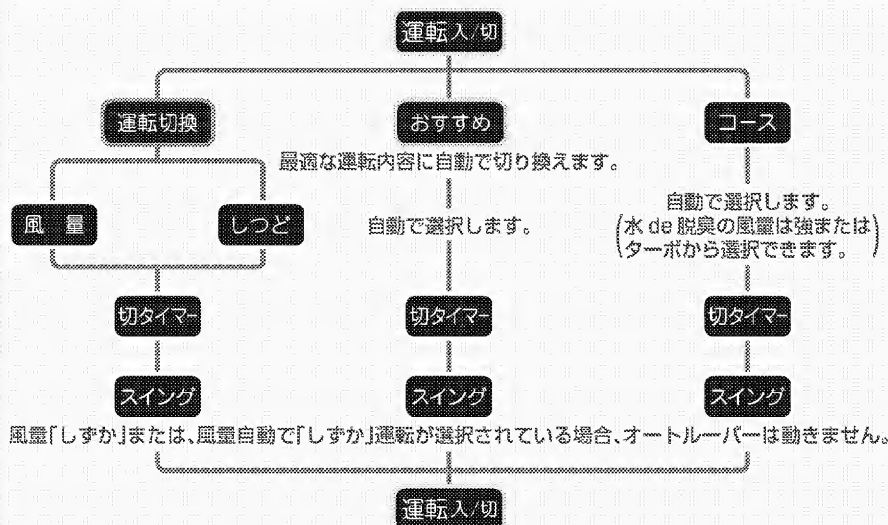 運転入/切
運転切換
おすすめ
コース
最適な運転内容に自動で切り換えます。
風 量
しつど
自動で選択します。
自動で選択します。
(水 de 脱臭の風量は強または
ターボから選択できます。)
切タイマー
切タイマー
切タイマー
スイング
スイング
スイング
風量「しずか」または、風量自動で「しずか」運転が選択されている場合、オートルーバーは動きません。
運転入/切